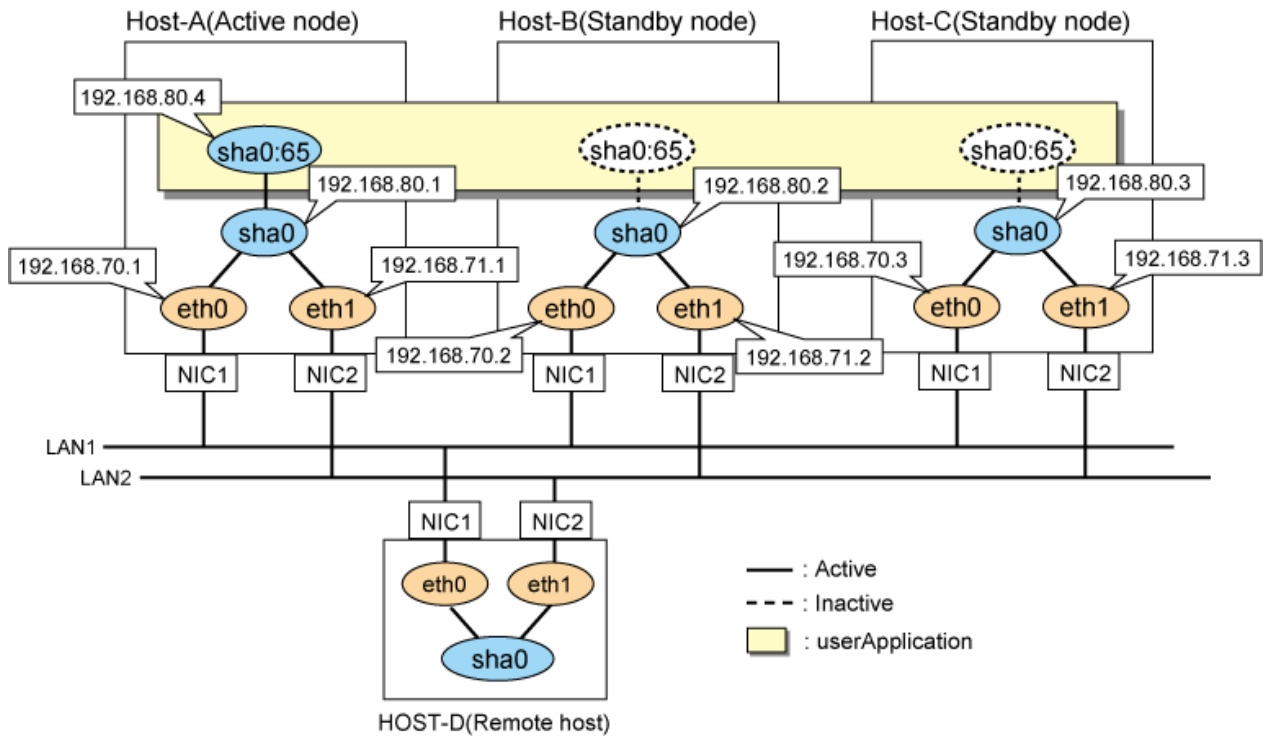 Host-A(Active node)
Host-B(Standby node)
Host-C(Standby node)
192.168.80.4
sha0:65
sha0:65
sha0:65
192.168.80.1
192.168.80.2
192.168.80.3
sha0
sha0
sha0
192.168.70.1
192.168.71.1
192.168.70.3
192.168.71.3
eth0
eth1
eth0
eth1
eth0
eth1
192.168.70.2
192.168.71.2
NIC1
NIC2
NIC1
NIC2
NIC1
NIC2
LAN1
LAN2
NIC1
NIC2
eth0
eth1
sha0
HOST-D(Remote host)
: Active
: Inactive
: userApplication